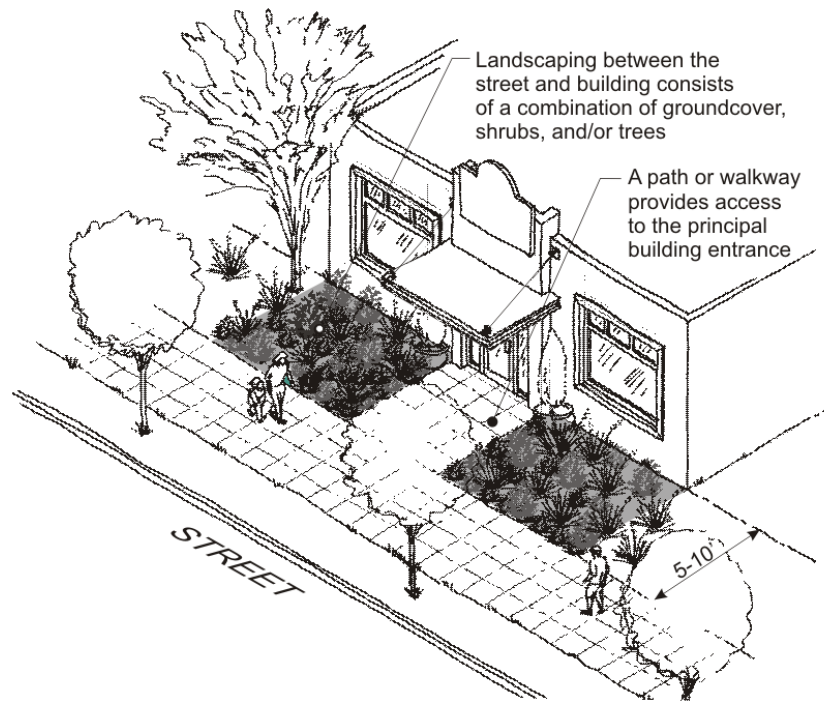 Landscaping between the
street and building consists
of a combination of groundcover,
shrubs, and/or trees
A path or walkway
provides access
to the principal
building entrance
STREET
5-10'